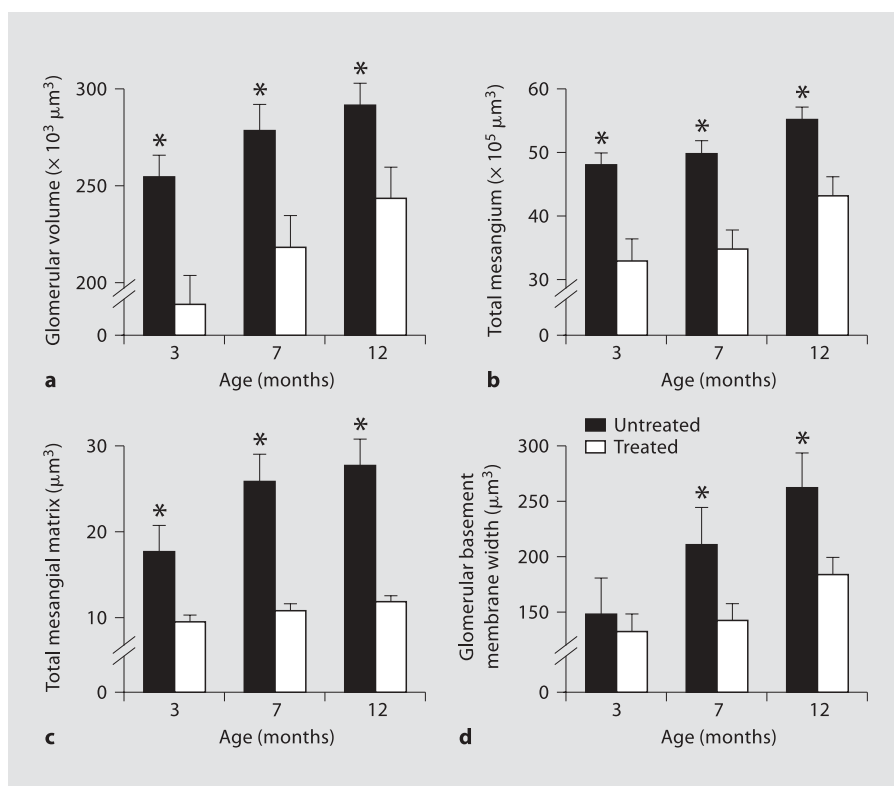 300
250
200
0
Glomerular volume (× 10³ μm³)
*
*
*
3
7
12
Age (months)
a
60
50
40
30
0
Total mesangium (× 10⁵ μm³)
*
*
*
3
7
12
Age (months)
b
30
20
10
0
Total mesangial matrix (μm³)
*
*
*
3
7
12
Age (months)
c
Untreated
Treated
300
250
200
150
0
Glomerular basement
membrane width (μm³)
*
*
3
7
12
Age (months)
d